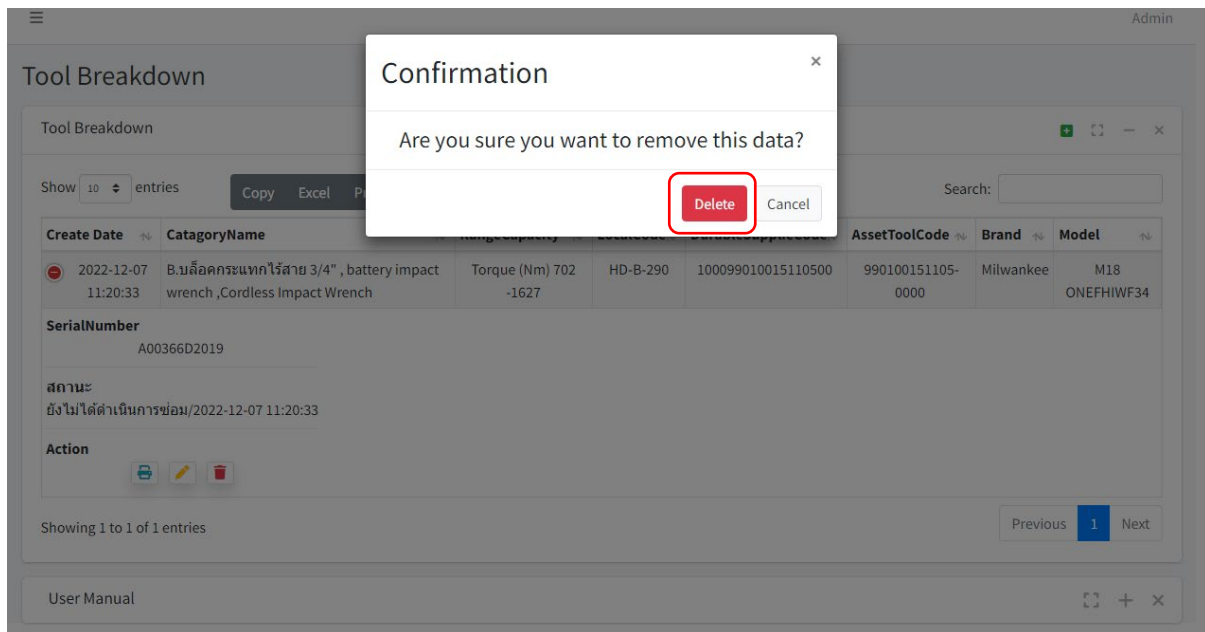 Admin
Tool Breakdown
Confirmation
×
Are you sure you want to remove this data?
Delete
Cancel
Tool Breakdown
Show 10 entries
Copy Excel
Search:
Create Date CatagoryName AssetToolCode Brand Model
2022-12-07 B.บล็อคกระแทกไร้สาย 3/4" , battery impact Torque (Nm) 702 HD-B-290 100099010015110500 990100151105- Milwankee M18
11:20:33 wrench ,Cordless Impact Wrench -1627 0000 ONEFHIWF34
SerialNumber
A00366D2019
สถานะ
ยังไม่ได้ดำเนินการซ่อม/2022-12-07 11:20:33
Action
Showing 1 to 1 of 1 entries
Previous 1 Next
User Manual